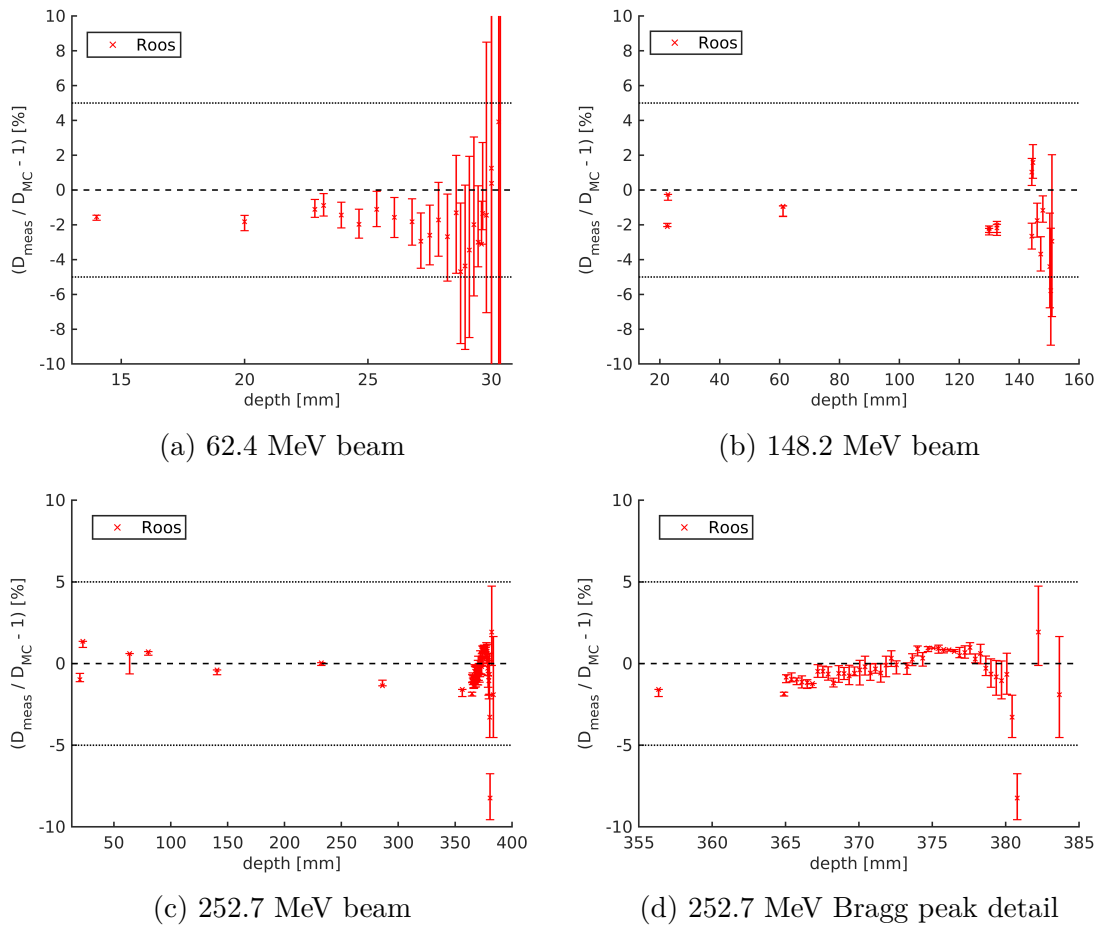 10
8
6
4
2
0
-2
-4
-6
-8
-10
(D_meas / D_MC - 1) [%]
Roos
15 20 25 30
depth [mm]
(a) 62.4 MeV beam
10
8
6
4
2
0
-2
-4
-6
-8
-10
(D_meas / D_MC - 1) [%]
Roos
20 40 60 80 100 120 140 160
depth [mm]
(b) 148.2 MeV beam
10
5
0
-5
-10
(D_meas / D_MC - 1) [%]
Roos
50 100 150 200 250 300 350 400
depth [mm]
(c) 252.7 MeV beam
10
5
0
-5
-10
(D_meas / D_MC - 1) [%]
Roos
355 360 365 370 375 380 385
depth [mm]
(d) 252.7 MeV Bragg peak detail